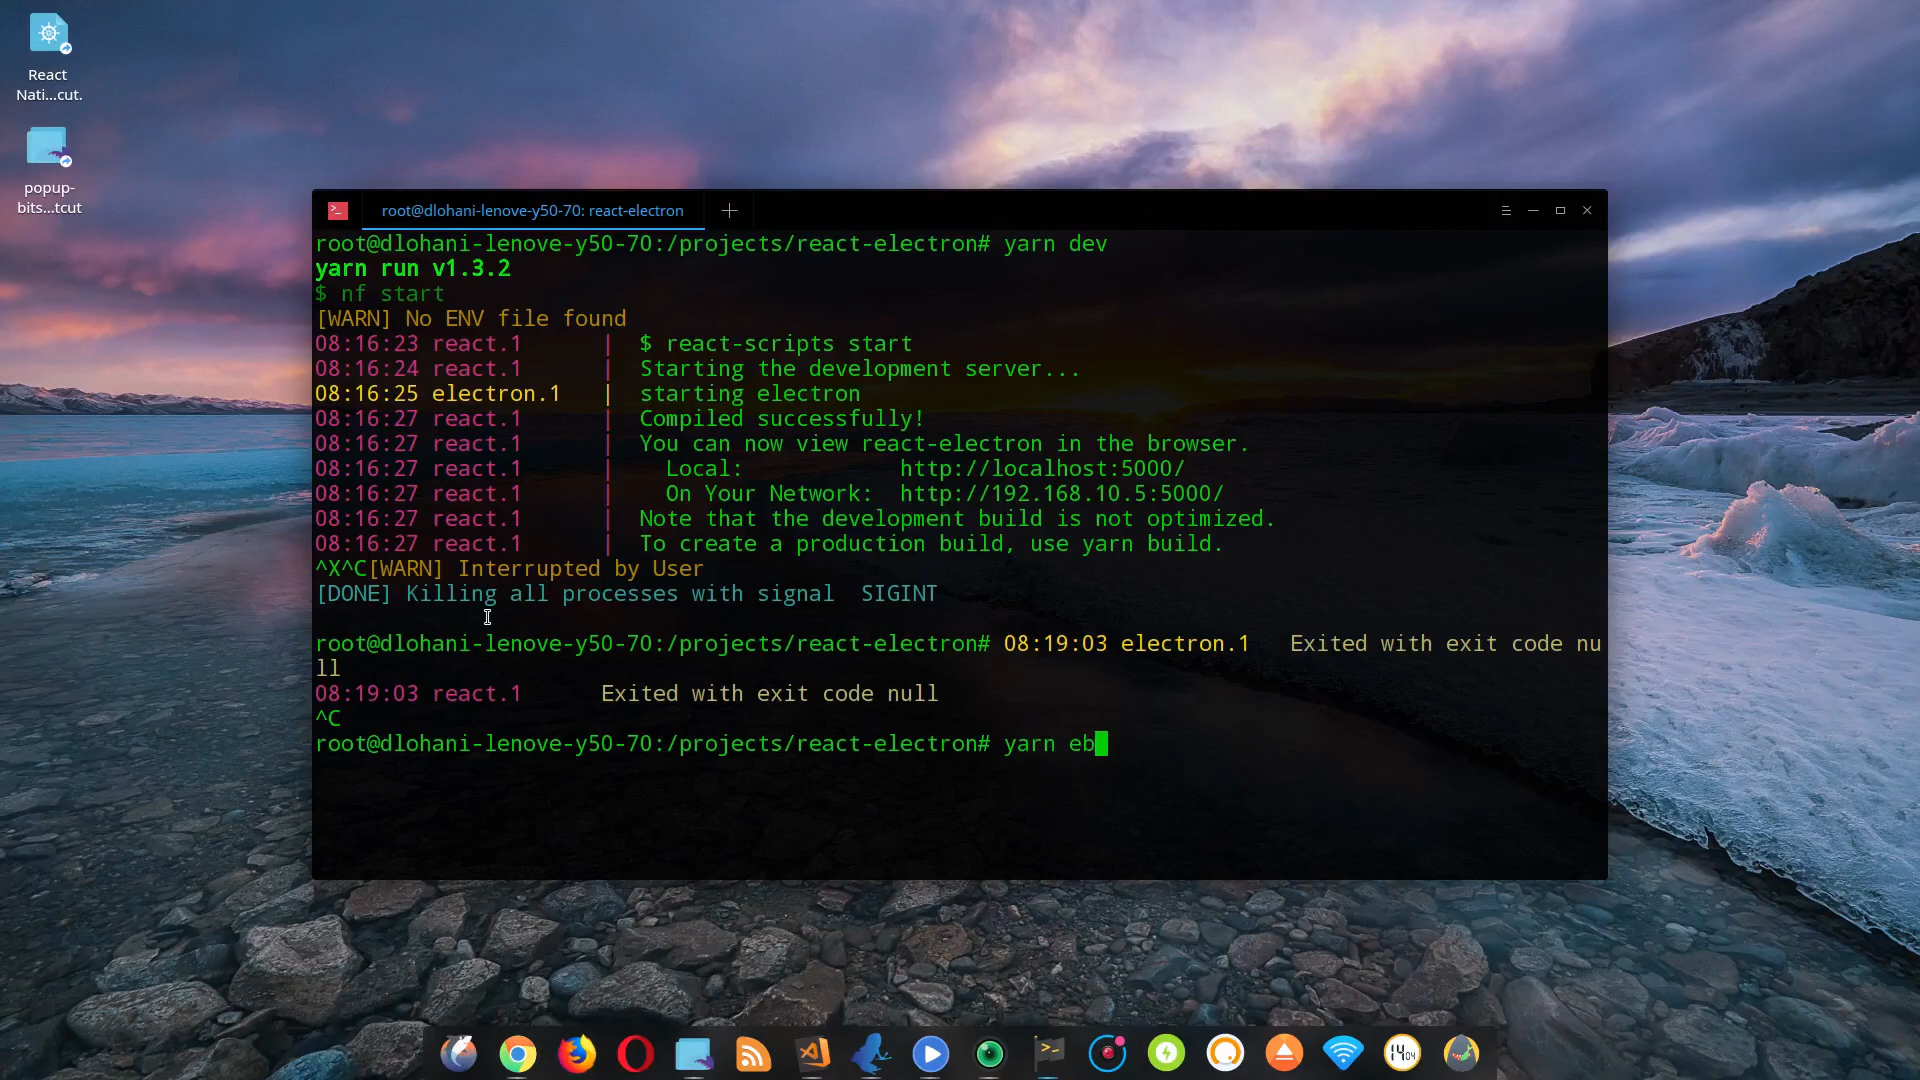 React
Nati...cut.
popup-
bits...tcut
root@dlohani-lenove-y50-70: react-electron
root@dlohani-lenove-y50-70:/projects/react-electron# yarn dev
yarn run v1.3.2
$ nf start
[WARN] No ENV file found
08:16:23 react.1 | $ react-scripts start
08:16:24 react.1 | Starting the development server...
08:16:25 electron.1 | starting electron
08:16:27 react.1 | Compiled successfully!
08:16:27 react.1 | You can now view react-electron in the browser.
08:16:27 react.1 | Local: http://localhost:5000/
08:16:27 react.1 | On Your Network: http://192.168.10.5:5000/
08:16:27 react.1 | Note that the development build is not optimized.
08:16:27 react.1 | To create a production build, use yarn build.
^X^C[WARN] Interrupted by User
[DONE] Killing all processes with signal SIGINT
root@dlohani-lenove-y50-70:/projects/react-electron# 08:19:03 electron.1 Exited with exit code nu
ll
08:19:03 react.1 Exited with exit code null
^C
root@dlohani-lenove-y50-70:/projects/react-electron# yarn eb
14:04